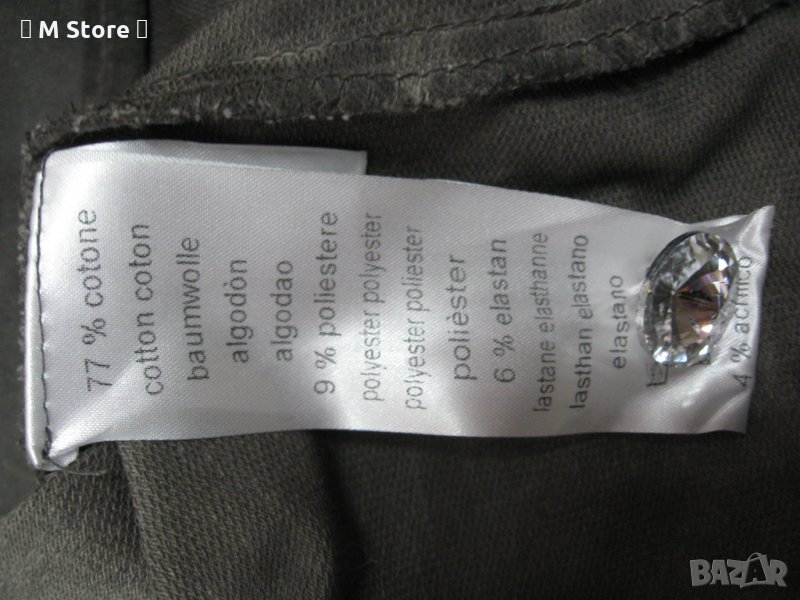 M Store
77 % cotone
cotton coton
baumwolle
algodòn
algodao
9 % poliestere
polyester polyester
polyester poliester
polièster
6 % elastan
lastane elasthanne
lasthan elastano
elastano
4 % acrilico
BAZAR